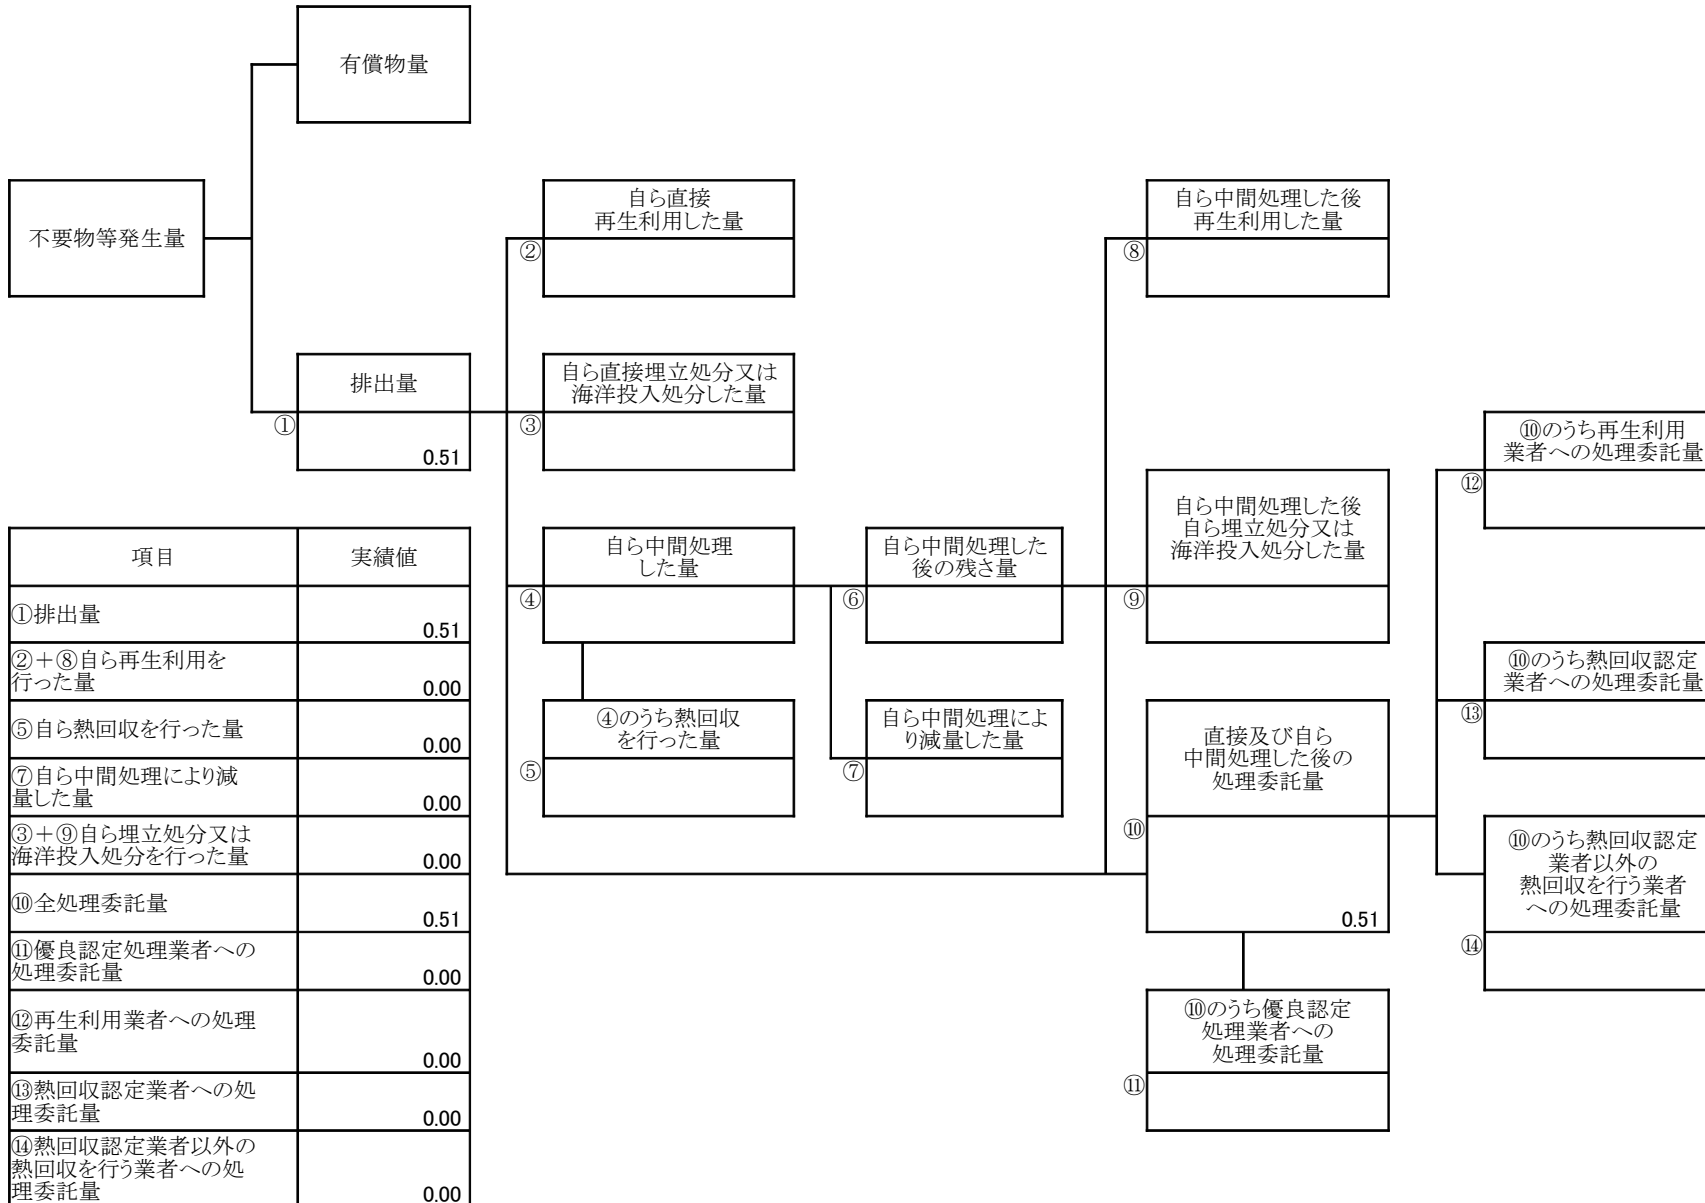 有償物量
不要物等発生量
自ら直接
再生利用した量
②
自ら中間処理した後
再生利用した量
⑧
排出量
①
0.51
自ら直接埋立処分又は
海洋投入処分した量
③
⑩のうち再生利用
業者への処理委託量
⑫
自ら中間処理した後
自ら埋立処分又は
海洋投入処分した量
⑨
自ら中間処理
した量
④
自ら中間処理した
後の残さ量
⑥
⑩のうち熱回収認定
業者への処理委託量
⑬
④のうち熱回収
を行った量
⑤
自ら中間処理によ
り減量した量
⑦
直接及び自ら
中間処理した後の
処理委託量
⑩
0.51
⑩のうち熱回収認定
業者以外の
熱回収を行う業者
への処理委託量
⑭
⑩のうち優良認定
処理業者への
処理委託量
⑪
項目 実績値
①排出量
0.51
②+⑧自ら再生利用を
行った量
0.00
⑤自ら熱回収を行った量
0.00
⑦自ら中間処理により減
量した量
0.00
③+⑨自ら埋立処分又は
海洋投入処分を行った量
0.00
⑩全処理委託量
0.51
⑪優良認定処理業者への
処理委託量
0.00
⑫再生利用業者への処理
委託量
0.00
⑬熱回収認定業者への処
理委託量
0.00
⑭熱回収認定業者以外の
熱回収を行う業者への処
理委託量
0.00